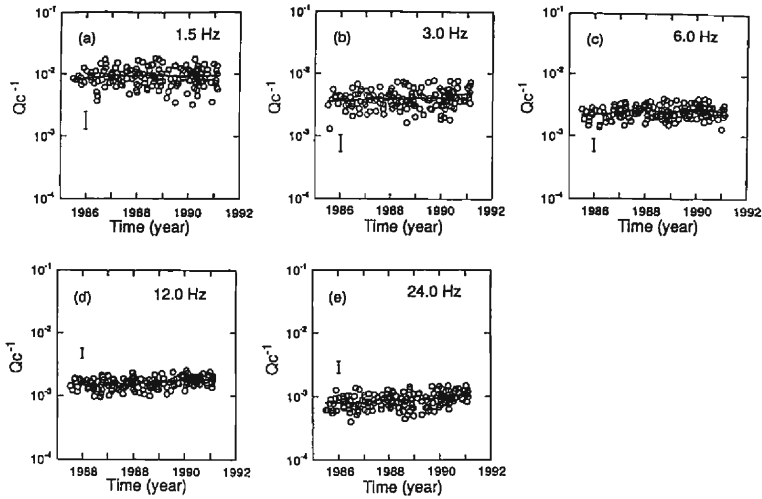 10⁻¹
10⁻²
10⁻³
10⁻⁴
Qc⁻¹
(a) 1.5 Hz
1986 1988 1990 1992
Time (year)
10⁻¹
10⁻²
10⁻³
10⁻⁴
Qc⁻¹
(b) 3.0 Hz
1986 1988 1990 1992
Time (year)
10⁻¹
10⁻²
10⁻³
10⁻⁴
Qc⁻¹
(c) 6.0 Hz
1986 1988 1990 1992
Time (year)
10⁻¹
10⁻²
10⁻³
10⁻⁴
Qc⁻¹
(d) 12.0 Hz
1986 1988 1990 1992
Time (year)
10⁻¹
10⁻²
10⁻³
10⁻⁴
Qc⁻¹
(e) 24.0 Hz
1986 1988 1990 1992
Time (year)